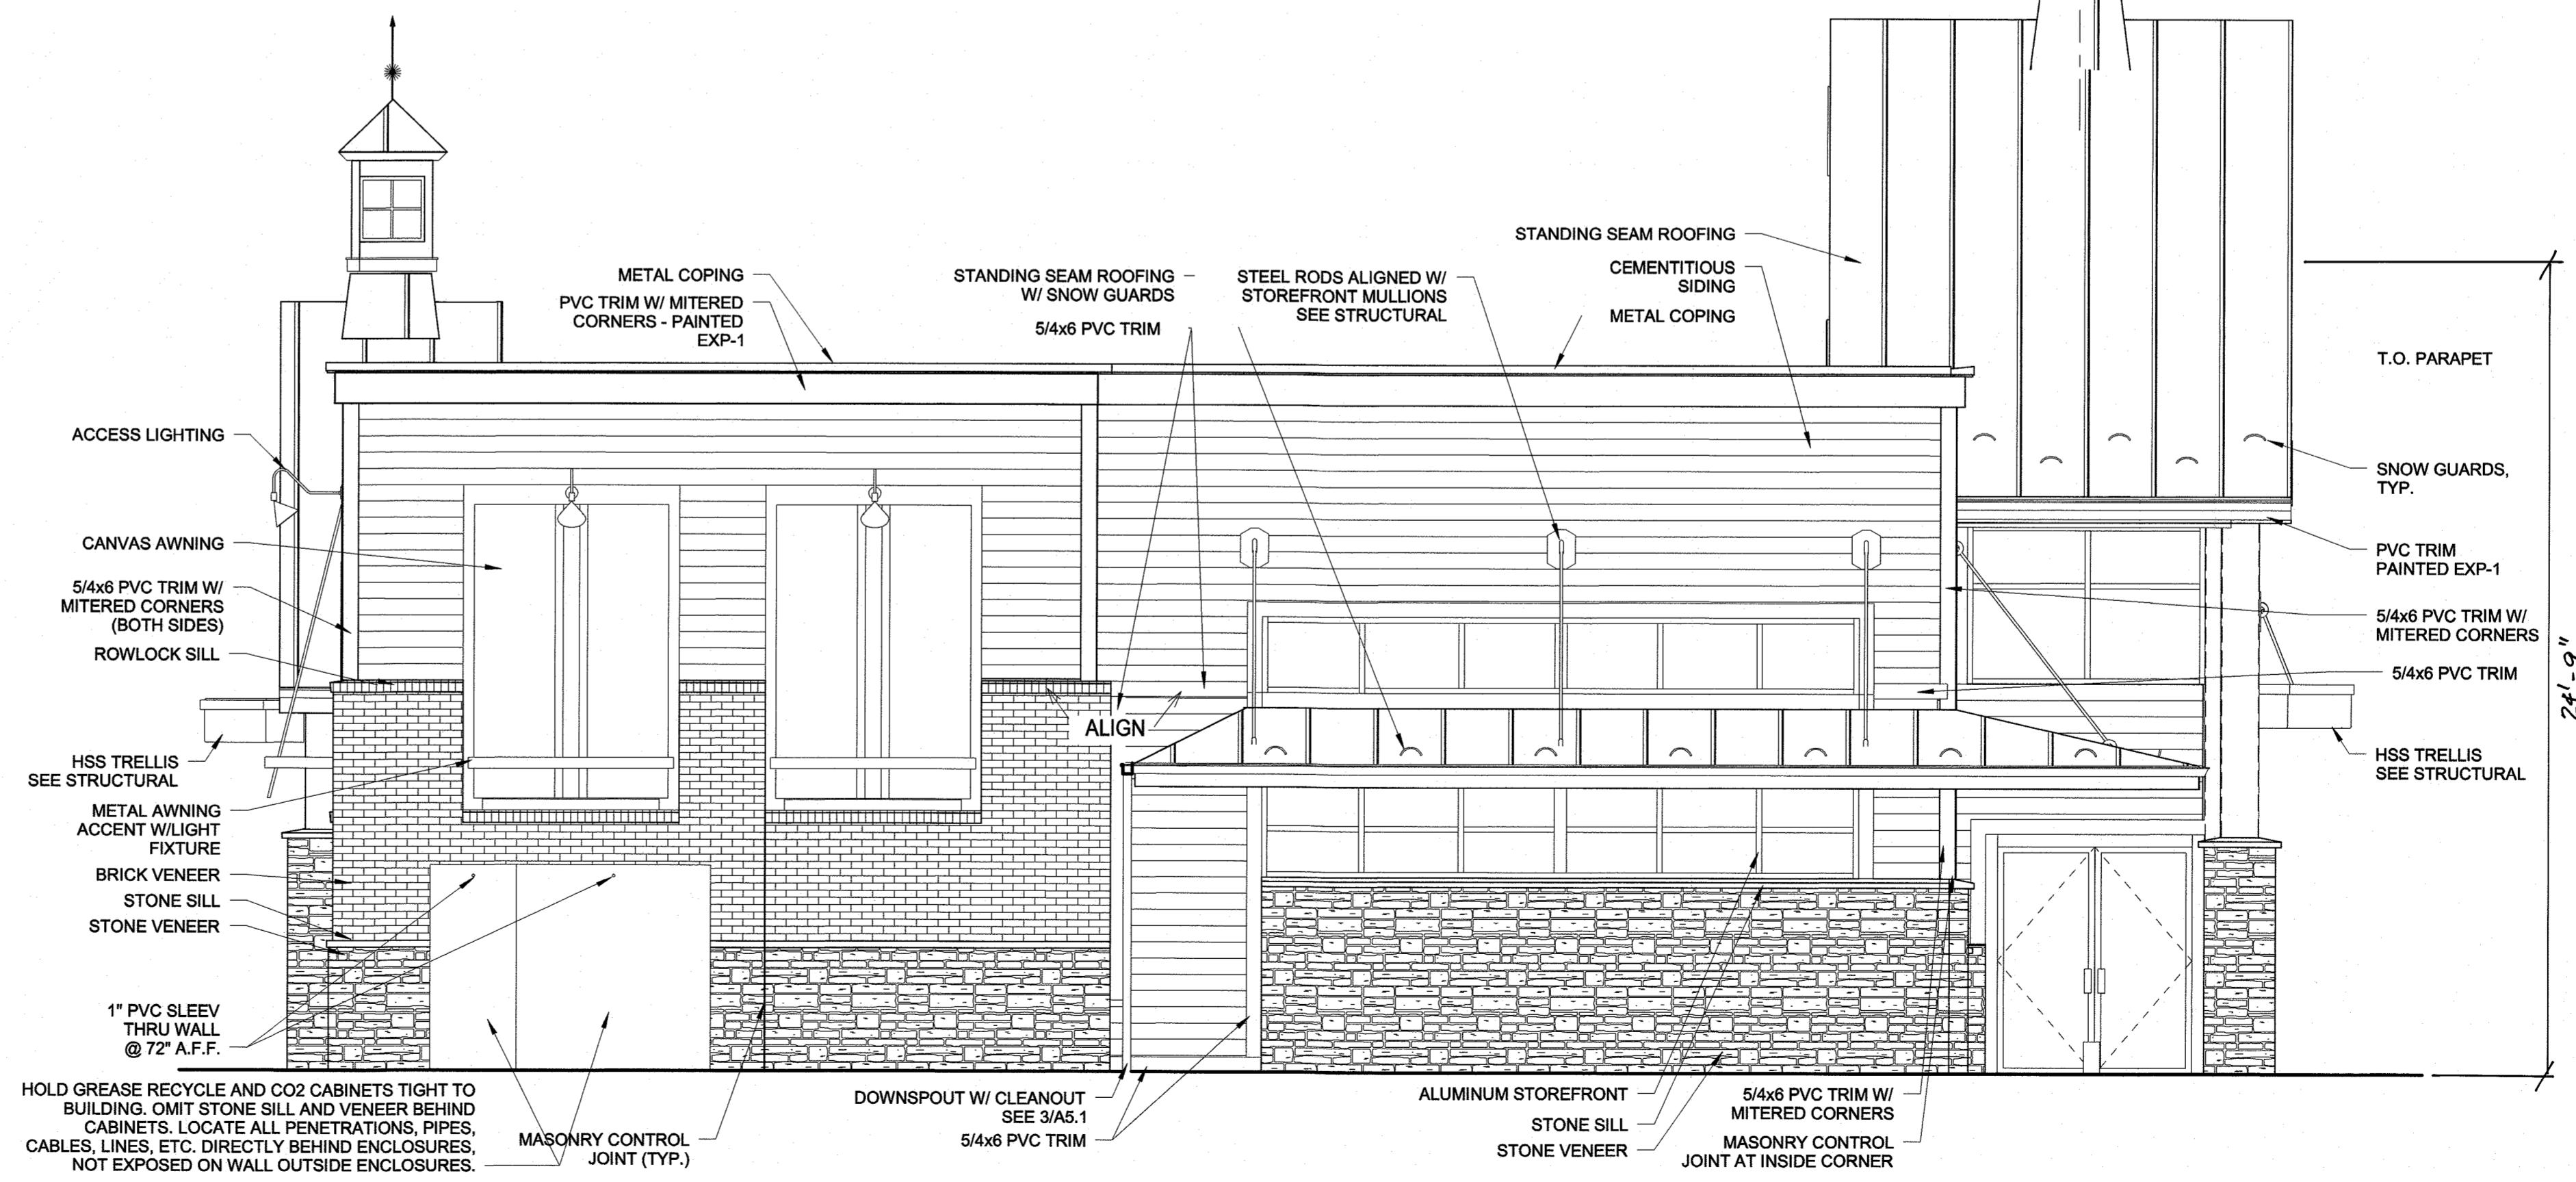 METAL COPING
PVC TRIM W/ MITERED
CORNERS - PAINTED
EXP-1
STANDING SEAM ROOFING
W/ SNOW GUARDS
5/4x6 PVC TRIM
STEEL RODS ALIGNED W/
STOREFRONT MULLIONS
SEE STRUCTURAL
STANDING SEAM ROOFING
CEMENTITIOUS
SIDING
METAL COPING
T.O. PARAPET
SNOW GUARDS,
TYP.
PVC TRIM
PAINTED EXP-1
5/4x6 PVC TRIM W/
MITERED CORNERS
5/4x6 PVC TRIM
24'-9"
HSS TRELLIS
SEE STRUCTURAL
ACCESS LIGHTING
CANVAS AWNING
5/4x6 PVC TRIM W/
MITERED CORNERS
(BOTH SIDES)
ROWLOCK SILL
ALIGN
HSS TRELLIS
SEE STRUCTURAL
METAL AWNING
ACCENT W/LIGHT
FIXTURE
BRICK VENEER
STONE SILL
STONE VENEER
1" PVC SLEEV
THRU WALL
@ 72" A.F.F.
HOLD GREASE RECYCLE AND CO2 CABINETS TIGHT TO
BUILDING. OMIT STONE SILL AND VENEER BEHIND
CABINETS. LOCATE ALL PENETRATIONS, PIPES,
CABLES, LINES, ETC. DIRECTLY BEHIND ENCLOSURES,
NOT EXPOSED ON WALL OUTSIDE ENCLOSURES.
MASONRY CONTROL
JOINT (TYP.)
DOWNSPOUT W/ CLEANOUT
SEE 3/A5.1
5/4x6 PVC TRIM
ALUMINUM STOREFRONT
STONE SILL
STONE VENEER
5/4x6 PVC TRIM W/
MITERED CORNERS
MASONRY CONTROL
JOINT AT INSIDE CORNER